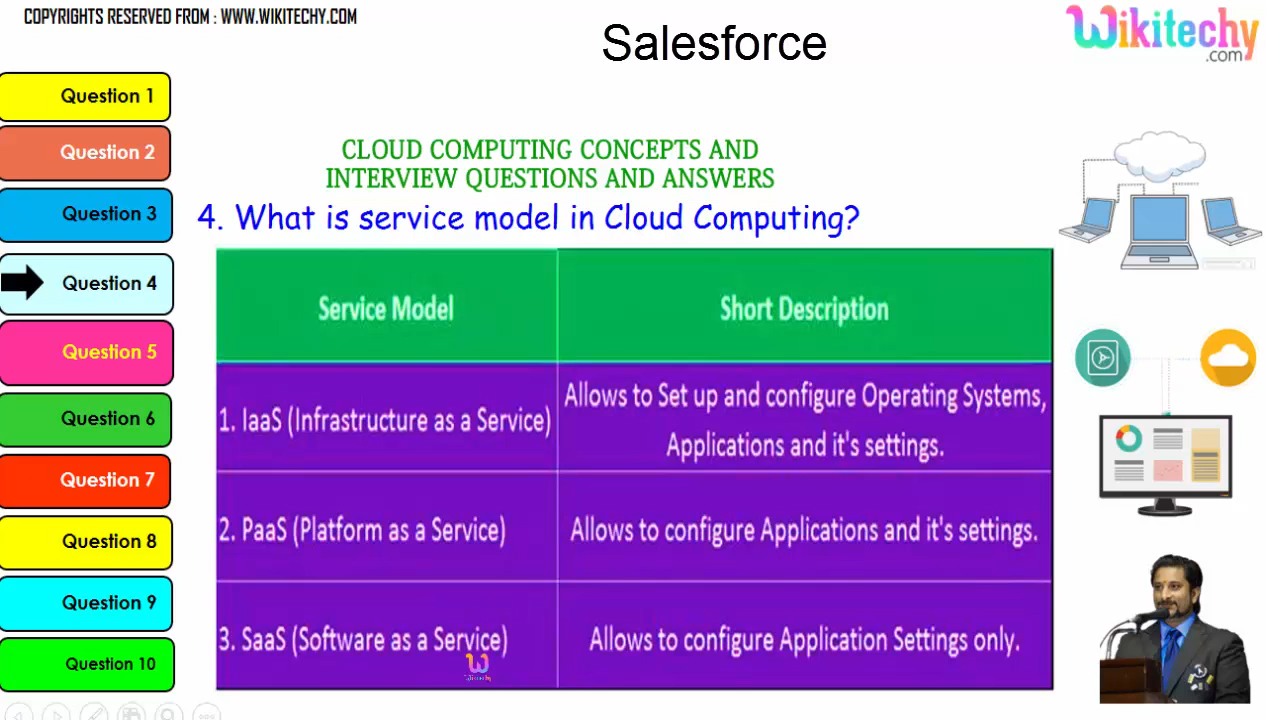 COPYRIGHTS RESERVED FROM : WWW.WIKITECHY.COM
Salesforce
Wikitechy
.com
Question 1
Question 2
Question 3
Question 4
Question 5
Question 6
Question 7
Question 8
Question 9
Question 10
CLOUD COMPUTING CONCEPTS AND
INTERVIEW QUESTIONS AND ANSWERS
4. What is service model in Cloud Computing?
Service Model
Short Description
1. IaaS (Infrastructure as a Service)
Allows to Set up and configure Operating Systems,
Applications and it's settings.
2. PaaS (Platform as a Service)
Allows to configure Applications and it's settings.
3. SaaS (Software as a Service)
Allows to configure Application Settings only.
W
Wikitechy